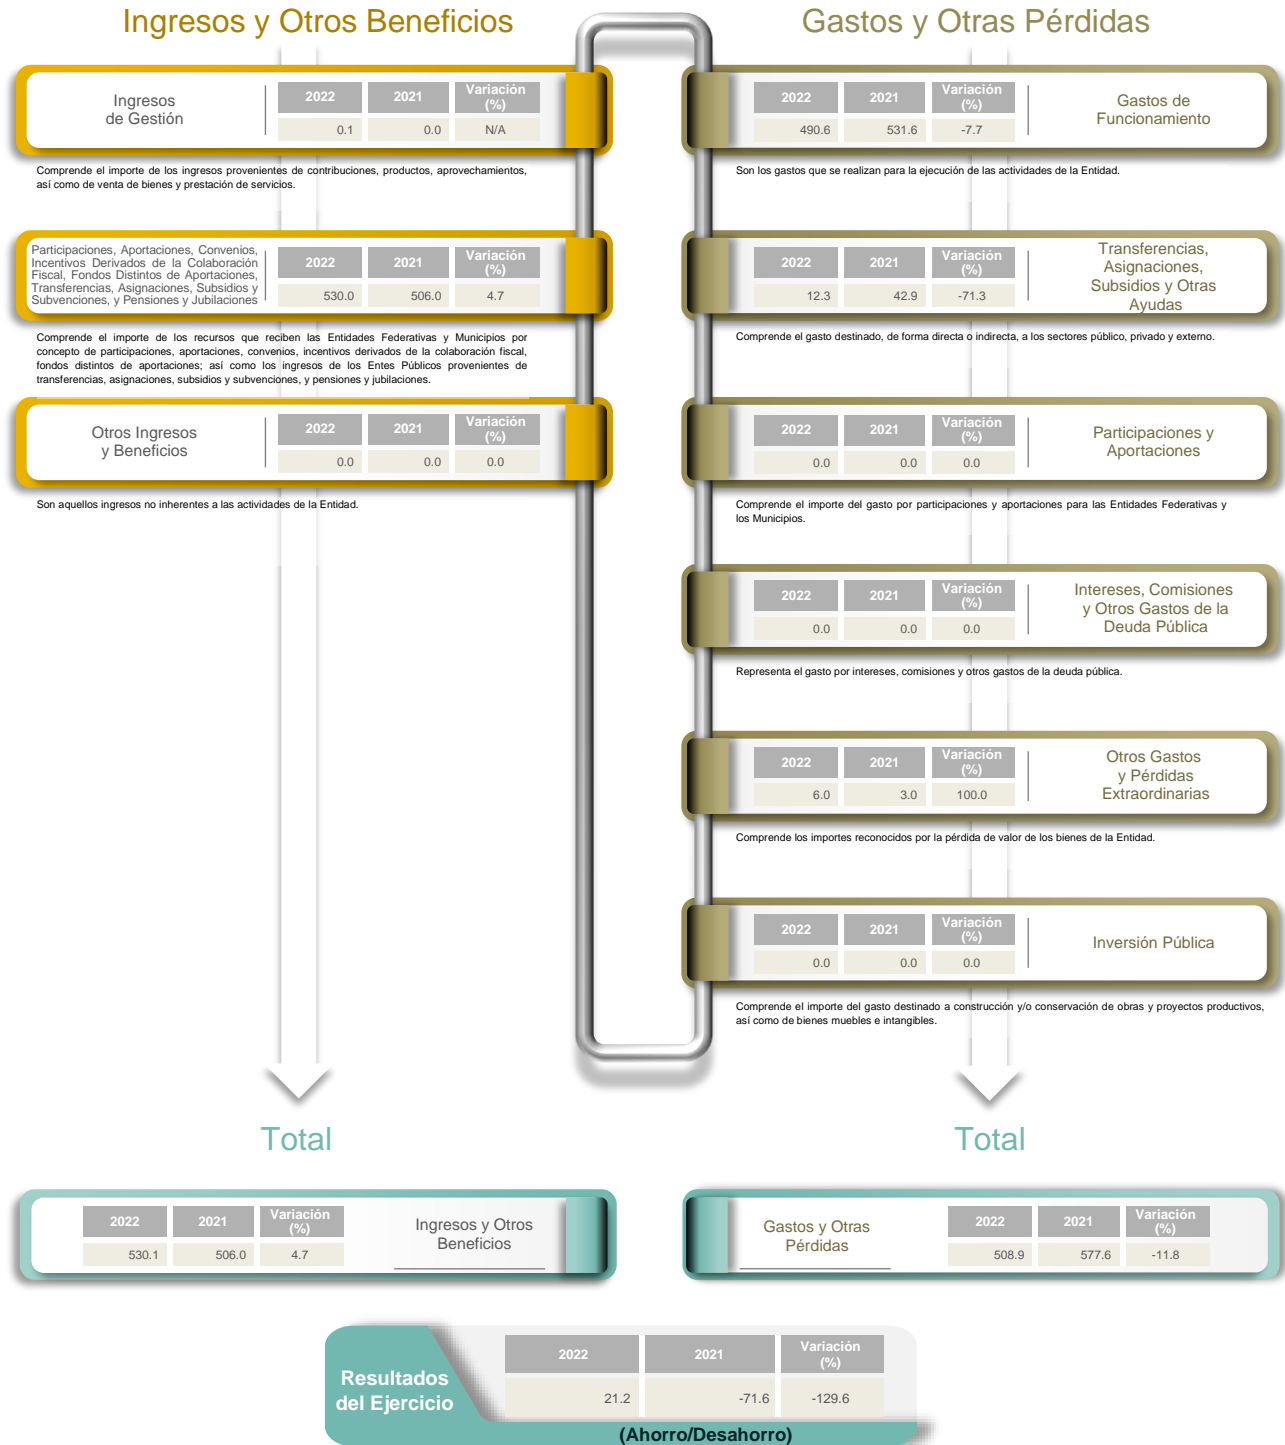 Ingresos y Otros Beneficios
Ingresos
de Gestión
2022 2021 Variación
(%)
0.1 0.0 N/A
Comprende el importe de los ingresos provenientes de contribuciones, productos, aprovechamientos,
así como de venta de bienes y prestación de servicios.
Participaciones, Aportaciones, Convenios,
Incentivos Derivados de la Colaboración
Fiscal, Fondos Distintos de Aportaciones,
Transferencias, Asignaciones, Subsidios y
Subvenciones, y Pensiones y Jubilaciones
2022 2021 Variación
(%)
530.0 506.0 4.7
Comprende el importe de los recursos que reciben las Entidades Federativas y Municipios por
concepto de participaciones, aportaciones, convenios, incentivos derivados de la colaboración fiscal,
fondos distintos de aportaciones; así como los ingresos de los Entes Públicos provenientes de
transferencias, asignaciones, subsidios y subvenciones, y pensiones y jubilaciones.
Otros Ingresos
y Beneficios
2022 2021 Variación
(%)
0.0 0.0 0.0
Son aquellos ingresos no inherentes a las actividades de la Entidad.
Gastos y Otras Pérdidas
2022 2021 Variación
(%)
490.6 531.6 -7.7
Gastos de
Funcionamiento
Son los gastos que se realizan para la ejecución de las actividades de la Entidad.
2022 2021 Variación
(%)
12.3 42.9 -71.3
Transferencias,
Asignaciones,
Subsidios y Otras
Ayudas
Comprende el gasto destinado, de forma directa o indirecta, a los sectores público, privado y externo.
2022 2021 Variación
(%)
0.0 0.0 0.0
Participaciones y
Aportaciones
Comprende el importe del gasto por participaciones y aportaciones para las Entidades Federativas y
los Municipios.
2022 2021 Variación
(%)
0.0 0.0 0.0
Intereses, Comisiones
y Otros Gastos de la
Deuda Pública
Representa el gasto por intereses, comisiones y otros gastos de la deuda pública.
2022 2021 Variación
(%)
6.0 3.0 100.0
Otros Gastos
y Pérdidas
Extraordinarias
Comprende los importes reconocidos por la pérdida de valor de los bienes de la Entidad.
2022 2021 Variación
(%)
0.0 0.0 0.0
Inversión Pública
Comprende el importe del gasto destinado a construcción y/o conservación de obras y proyectos productivos,
así como de bienes muebles e intangibles.
Total
2022 2021 Variación
(%)
530.1 506.0 4.7
Ingresos y Otros
Beneficios
Total
Gastos y Otras
Pérdidas
2022 2021 Variación
(%)
508.9 577.6 -11.8
Resultados
del Ejercicio
2022 2021 Variación
(%)
21.2 -71.6 -129.6
(Ahorro/Desahorro)